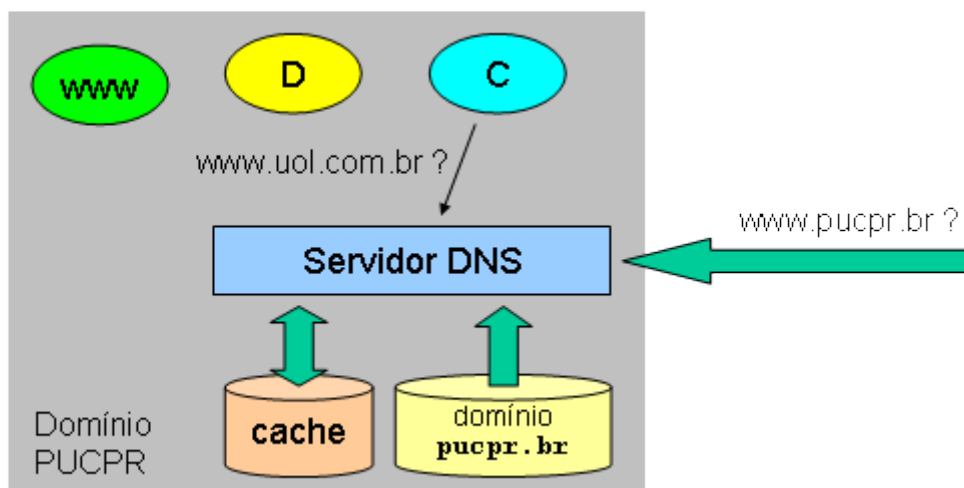 www
D
C
www.uol.com.br ?
www.pucpr.br ?
Servidor DNS
cache
domínio
pucpr.br
Domínio
PUCPR